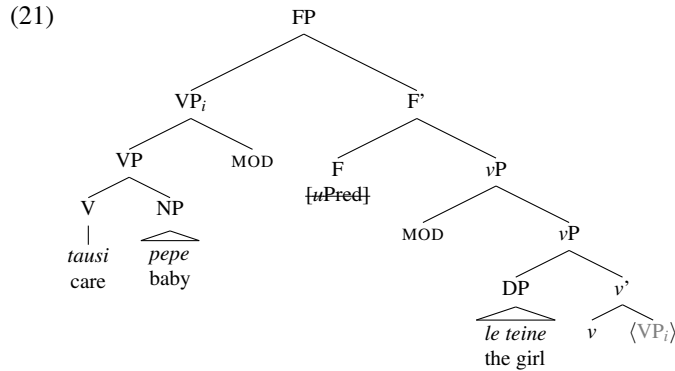 (21)
FP
VPi F’
VP MOD F vP
[uPred]
V NP MOD vP
tausi pepe DP v’
care baby
le teine v ⟨VPi⟩
the girl